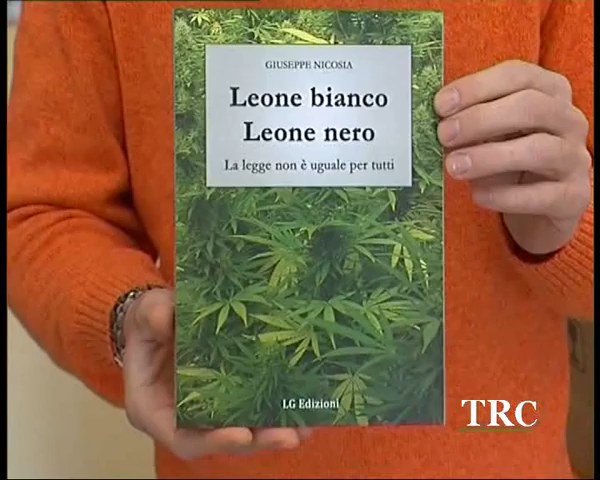 GIUSEPPE NICOSIA
Leone bianco
Leone nero
La legge non è uguale per tutti
LG Edizioni
TRC